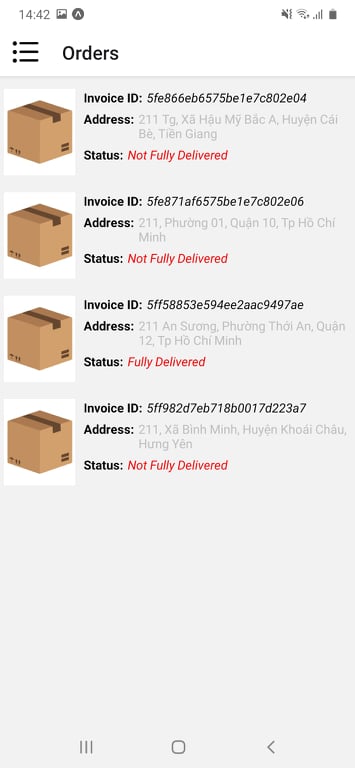 14:42
Orders
Invoice ID: 5fe866eb6575be1e7c802e04
Address: 211 Tg, Xã Hậu Mỹ Bắc A, Huyện Cái
Bè, Tiền Giang
Status: Not Fully Delivered
Invoice ID: 5fe871af6575be1e7c802e06
Address: 211, Phường 01, Quận 10, Tp Hồ Chí
Minh
Status: Not Fully Delivered
Invoice ID: 5ff58853e594ee2aac9497ae
Address: 211 An Sương, Phường Thới An, Quận
12, Tp Hồ Chí Minh
Status: Fully Delivered
Invoice ID: 5ff982d7eb718b0017d223a7
Address: 211, Xã Bình Minh, Huyện Khoái Châu,
Hưng Yên
Status: Not Fully Delivered